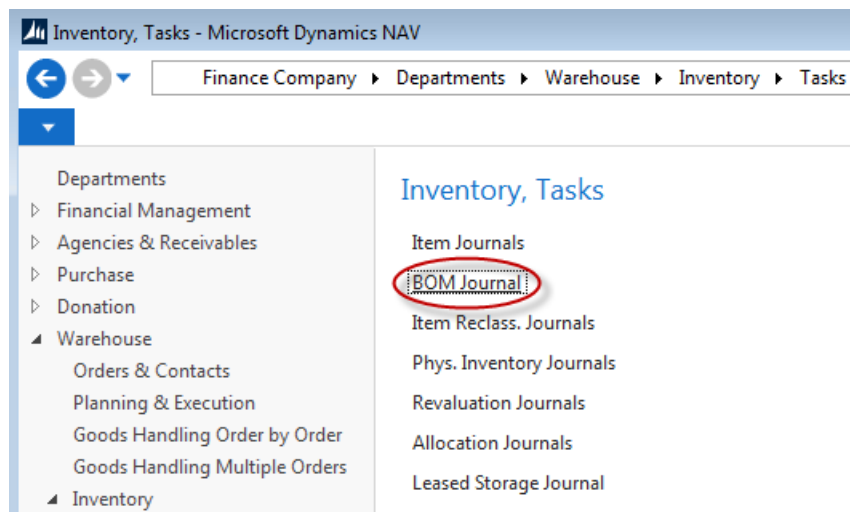 Inventory, Tasks - Microsoft Dynamics NAV
Finance Company Departments Warehouse Inventory Tasks
Departments
Financial Management
Agencies & Receivables
Purchase
Donation
Warehouse
Orders & Contacts
Planning & Execution
Goods Handling Order by Order
Goods Handling Multiple Orders
Inventory
Inventory, Tasks
Item Journals
BOM Journal
Item Reclass. Journals
Phys. Inventory Journals
Revaluation Journals
Allocation Journals
Leased Storage Journal